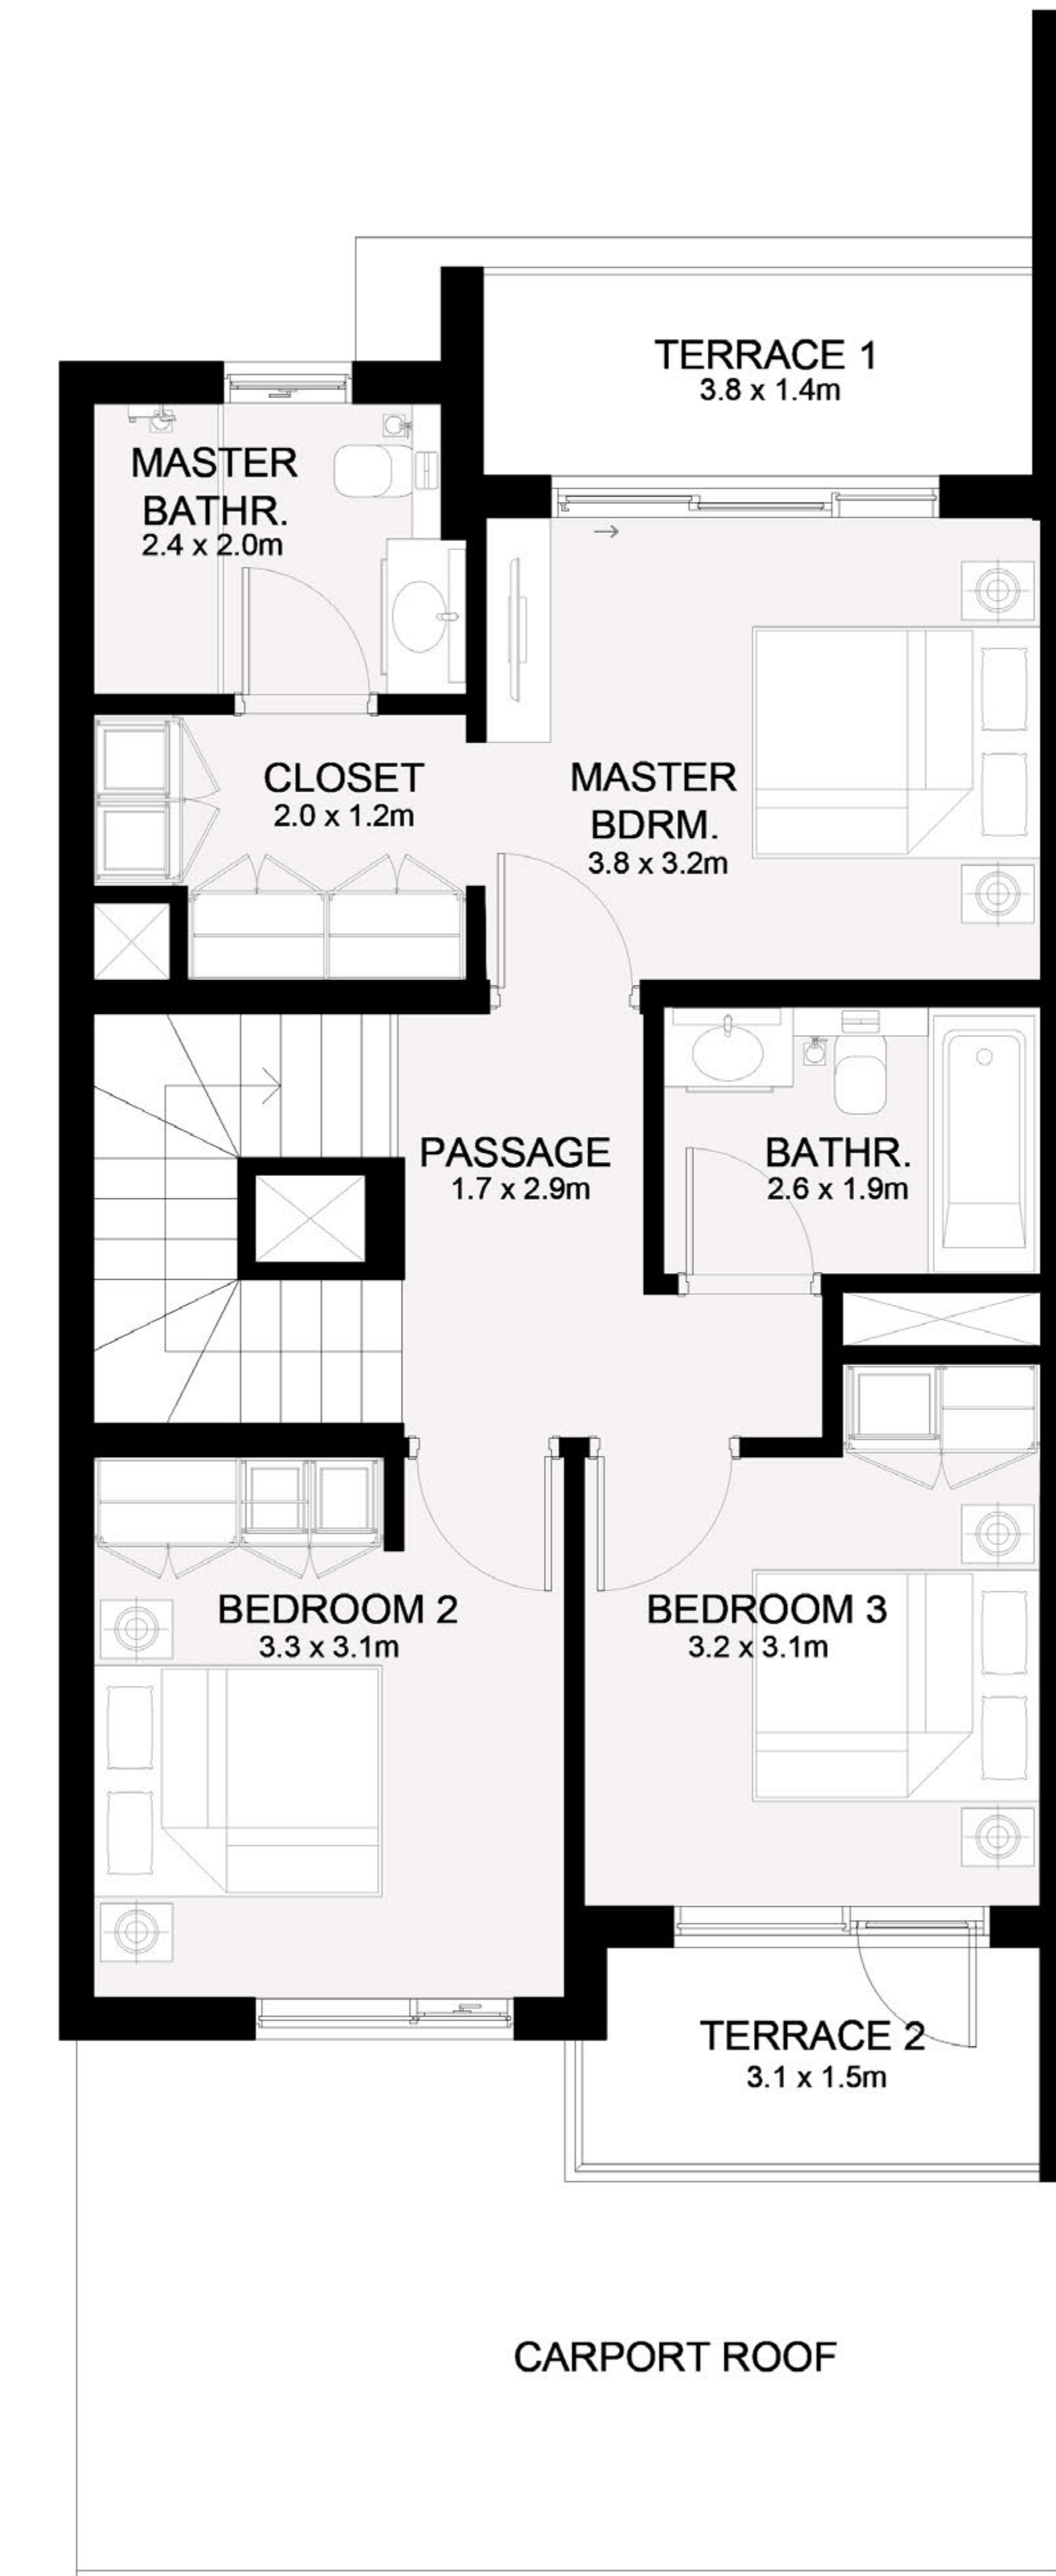 TERRACE 1
3.8 x 1.4m
MASTER
BATHR.
2.4 x 2.0m
CLOSET
2.0 x 1.2m
MASTER
BDRM.
3.8 x 3.2m
PASSAGE
1.7 x 2.9m
BATHR.
2.6 x 1.9m
BEDROOM 2
3.3 x 3.1m
BEDROOM 3
3.2 x 3.1m
TERRACE 2
3.1 x 1.5m
CARPORT ROOF